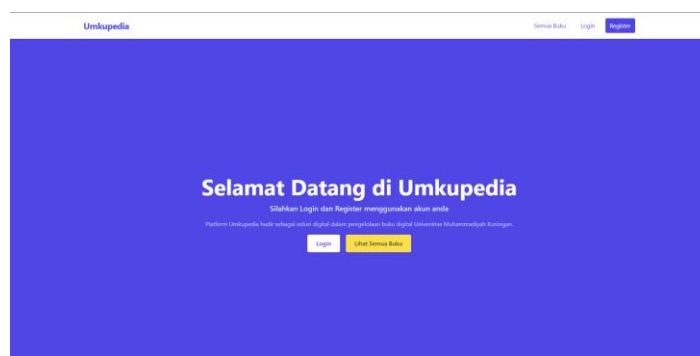 Umkupedia
Semua Buku Login Register
Selamat Datang di Umkupedia
Silahkan Login dan Register menggunakan akun anda
Platform Umkupedia hadir sebagai solusi digital dalam pengelolaan buku digital Universitas Muhammadiyah Kuningan.
Login Lihat Semua Buku